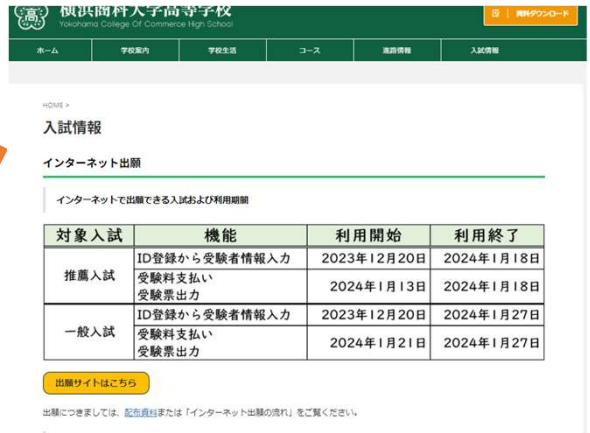 横浜商科大学高等学校
Yokohama College Of Commerce High School
資料ダウンロード
ホーム 学校案内 学校生活 コース 進路情報 入試情報
HOME >
入試情報
インターネット出願
インターネットで出願できる入試および利用期間
対象入試 機能 利用開始 利用終了
推薦入試 ID登録から受験者情報入力 2023年12月20日 2024年1月18日
受験料支払い
受験票出力 2024年1月13日 2024年1月18日
一般入試 ID登録から受験者情報入力 2023年12月20日 2024年1月27日
受験料支払い
受験票出力 2024年1月21日 2024年1月27日
出願サイトはこちら
出願につきましては、配布資料または「インターネット出願の流れ」をご覧ください。